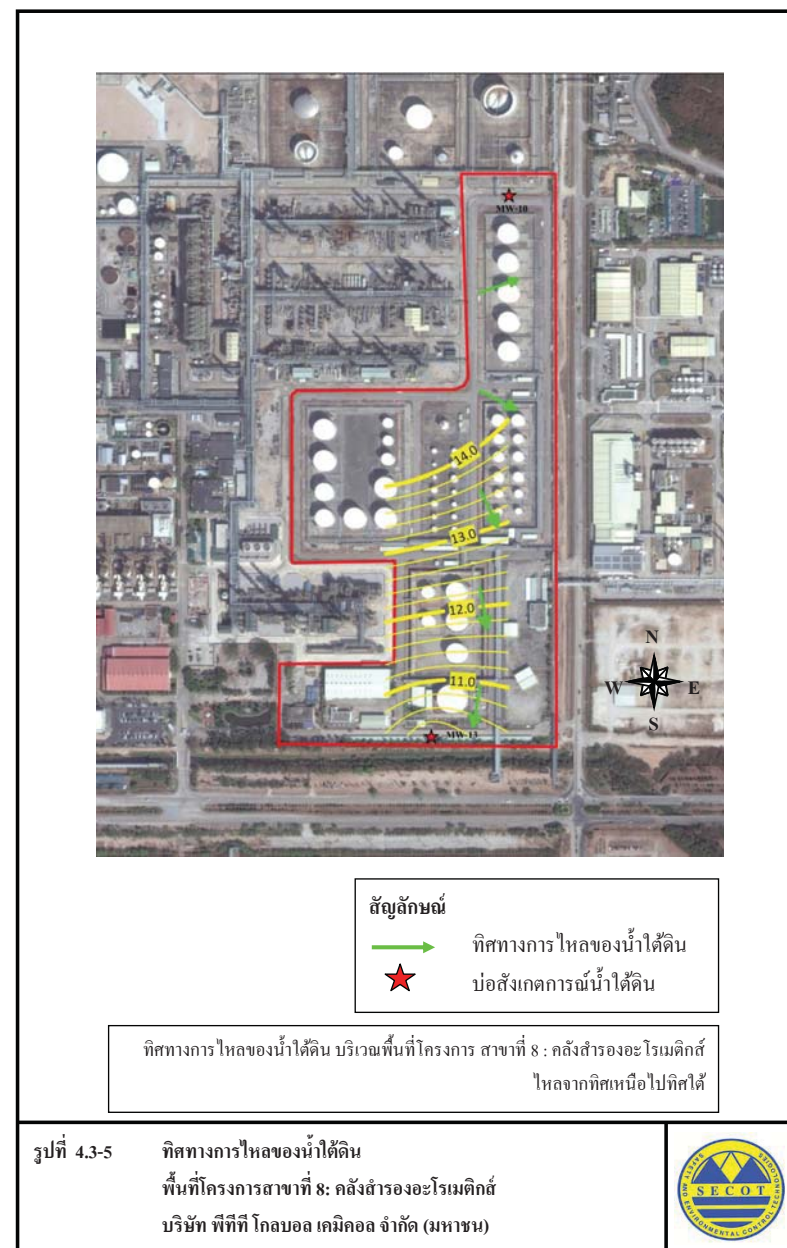 MW-10
14.0
13.0
12.0
11.0
MW-13
N
W E
S
สัญลักษณ์
ทิศทางการไหลของน้ำใต้ดิน
บ่อสังเกตการณ์น้ำใต้ดิน
ทิศทางการไหลของน้ำใต้ดิน บริเวณพื้นที่โครงการ สาขาที่ 8 : คลังสำรองอะโรเมติกส์
ไหลจากทิศเหนือไปทิศใต้
รูปที่ 4.3-5 ทิศทางการไหลของน้ำใต้ดิน
พื้นที่โครงการสาขาที่ 8: คลังสำรองอะโรเมติกส์
บริษัท พีทีที โกลบอล เคมิคอล จำกัด (มหาชน)
SAFETY AND ENVIRONMENTAL CONTROL TECHNOLOGIES
SECOT